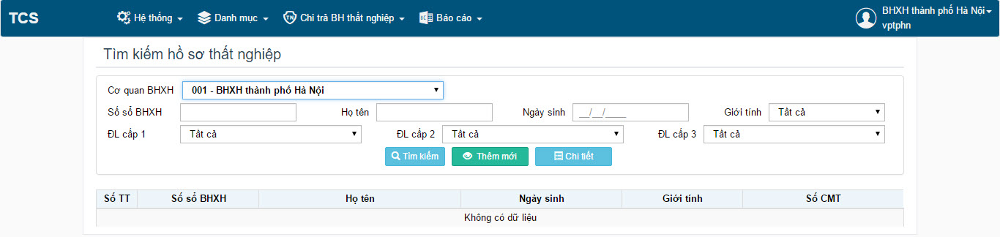 TCS Hệ thống Danh mục TN Chi trả BH thất nghiệp BC Báo cáo BHXH thành phố Hà Nội
vptphn
Tìm kiếm hồ sơ thất nghiệp
Cơ quan BHXH 001 - BHXH thành phố Hà Nội
Số sổ BHXH Họ tên Ngày sinh __/__/____ Giới tính Tất cả
ĐL cấp 1 Tất cả ĐL cấp 2 Tất cả ĐL cấp 3 Tất cả
Tìm kiếm Thêm mới Chi tiết
Số TT Số sổ BHXH Họ tên Ngày sinh Giới tính Số CMT
Không có dữ liệu